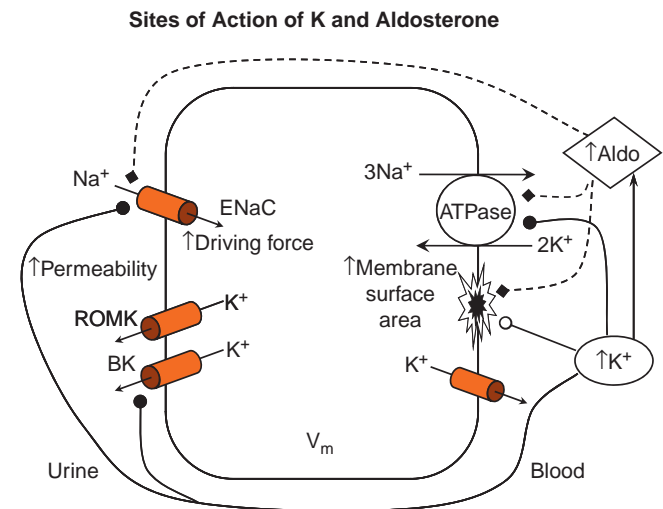 Sites of Action of K and Aldosterone
↑Aldo
3Na⁺
Na⁺
ENaC
ATPase
↑Driving force
2K⁺
↑Permeability
↑Membrane
surface
area
K⁺
ROMK
K⁺
BK
K⁺
↑K⁺
Vₘ
Urine
Blood